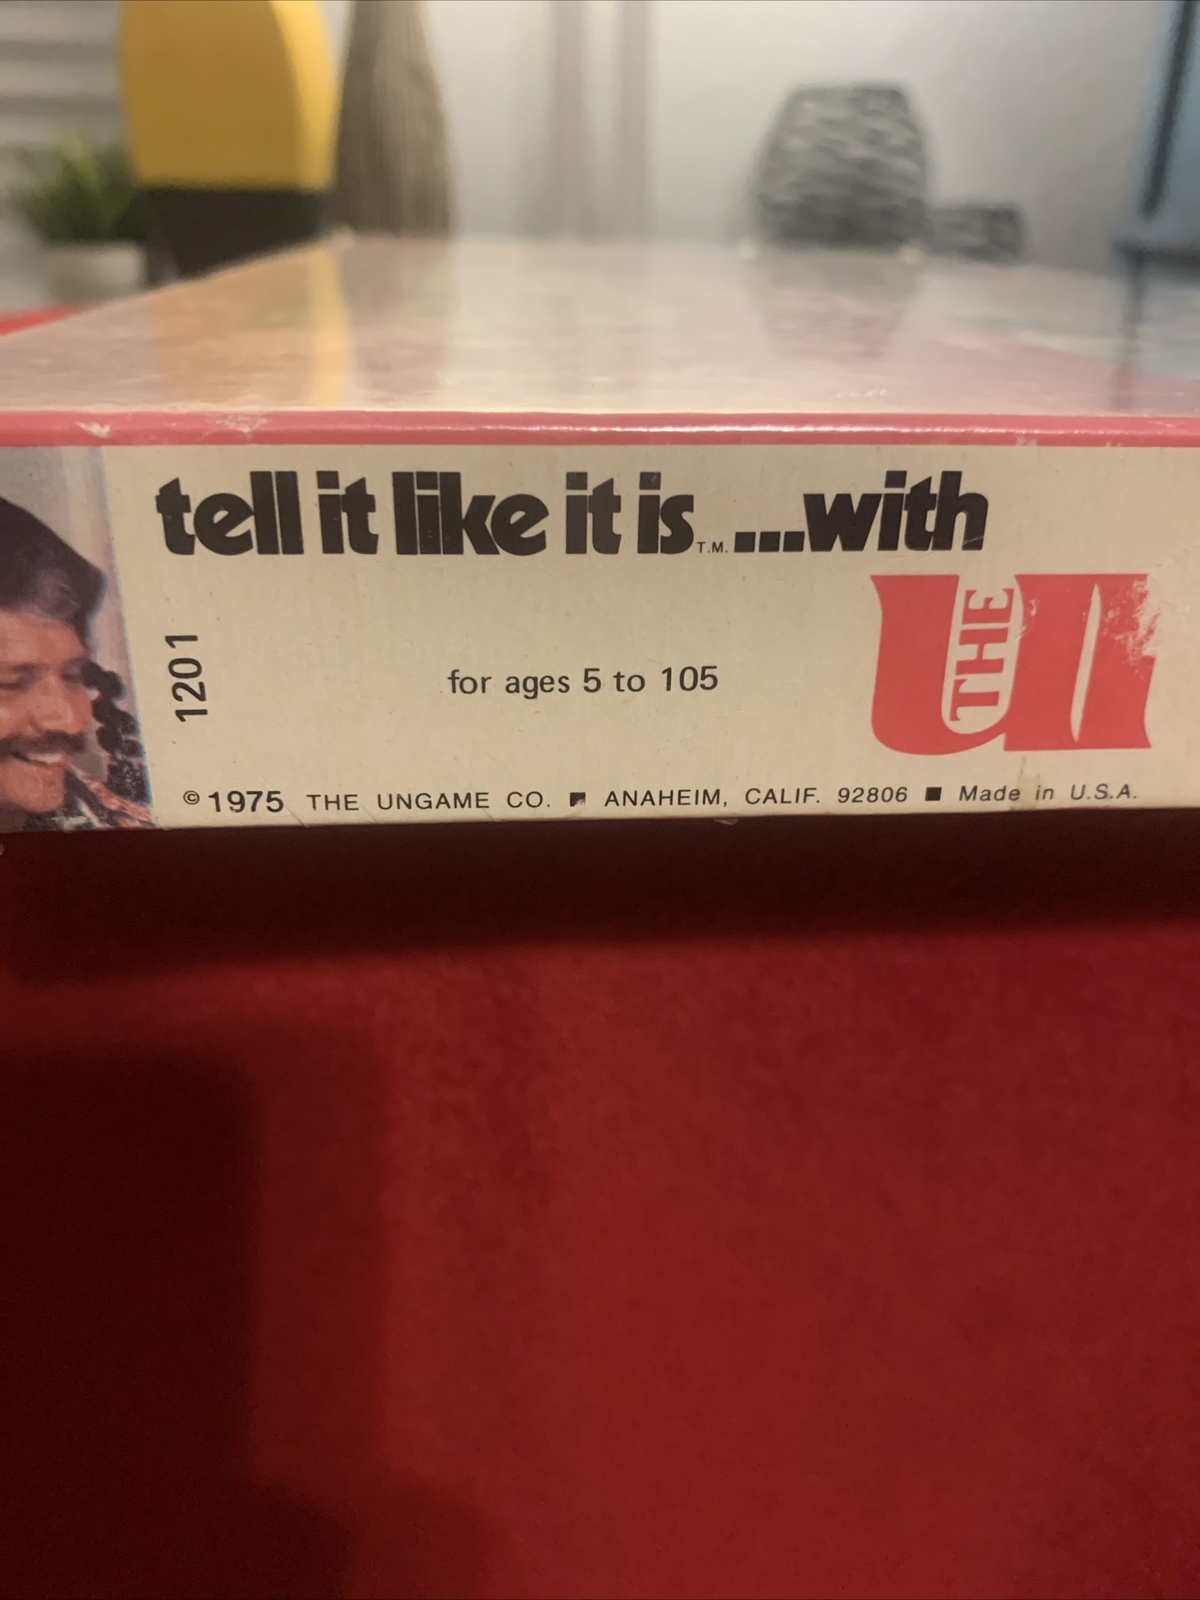 tell it like it is T.M. ....with
THE Un
1201
for ages 5 to 105
© 1975 THE UNGAME CO. ■ ANAHEIM, CALIF. 92806 ■ Made in U.S.A.